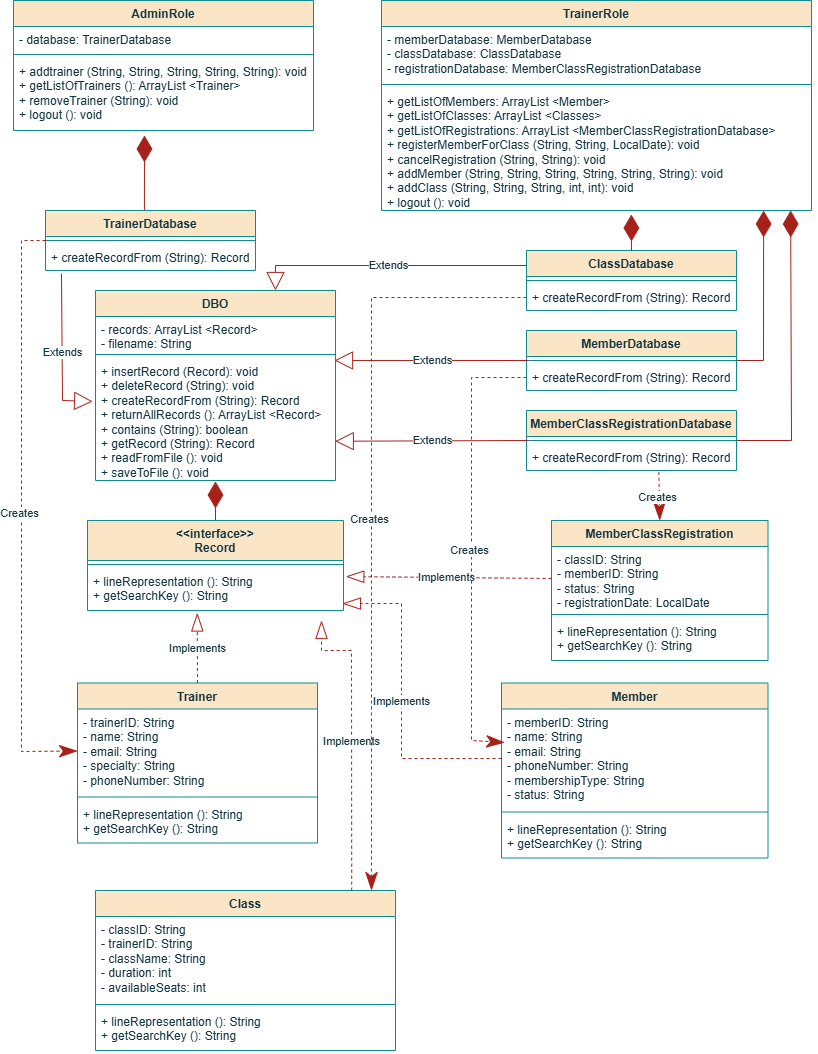 AdminRole
- database: TrainerDatabase
+ addtrainer (String, String, String, String, String): void
+ getListOfTrainers (): ArrayList <Trainer>
+ removeTrainer (String): void
+ logout (): void
TrainerRole
- memberDatabase: MemberDatabase
- classDatabase: ClassDatabase
- registrationDatabase: MemberClassRegistrationDatabase
+ getListOfMembers: ArrayList <Member>
+ getListOfClasses: ArrayList <Classes>
+ getListOfRegistrations: ArrayList <MemberClassRegistrationDatabase>
+ registerMemberForClass (String, String, LocalDate): void
+ cancelRegistration (String, String): void
+ addMember (String, String, String, String, String, String): void
+ addClass (String, String, String, int, int): void
+ logout (): void
TrainerDatabase
+ createRecordFrom (String): Record
Extends
ClassDatabase
+ createRecordFrom (String): Record
DBO
- records: ArrayList <Record>
- filename: String
+ insertRecord (Record): void
+ deleteRecord (String): void
+ createRecordFrom (String): Record
+ returnAllRecords (): ArrayList <Record>
+ contains (String): boolean
+ getRecord (String): Record
+ readFromFile (): void
+ saveToFile (): void
Extends
Extends
MemberDatabase
+ createRecordFrom (String): Record
Extends
MemberClassRegistrationDatabase
+ createRecordFrom (String): Record
Creates
Creates
Creates
Creates
<<interface>>
Record
+ lineRepresentation (): String
+ getSearchKey (): String
Implements
MemberClassRegistration
- classID: String
- memberID: String
- status: String
- registrationDate: LocalDate
+ lineRepresentation (): String
+ getSearchKey (): String
Implements
Implements
Implements
Trainer
- trainerID: String
- name: String
- email: String
- specialty: String
- phoneNumber: String
+ lineRepresentation (): String
+ getSearchKey (): String
Member
- memberID: String
- name: String
- email: String
- phoneNumber: String
- membershipType: String
- status: String
+ lineRepresentation (): String
+ getSearchKey (): String
Class
- classID: String
- trainerID: String
- className: String
- duration: int
- availableSeats: int
+ lineRepresentation (): String
+ getSearchKey (): String